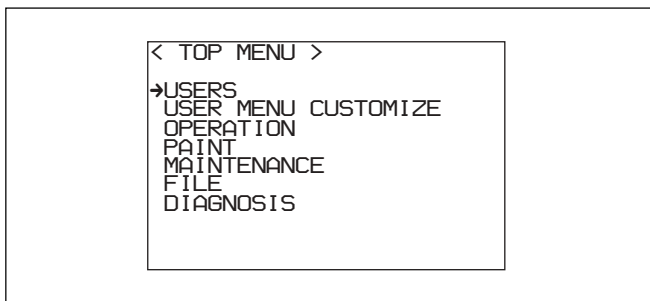 < TOP MENU >
→USERS
USER MENU CUSTOMIZE
OPERATION
PAINT
MAINTENANCE
FILE
DIAGNOSIS